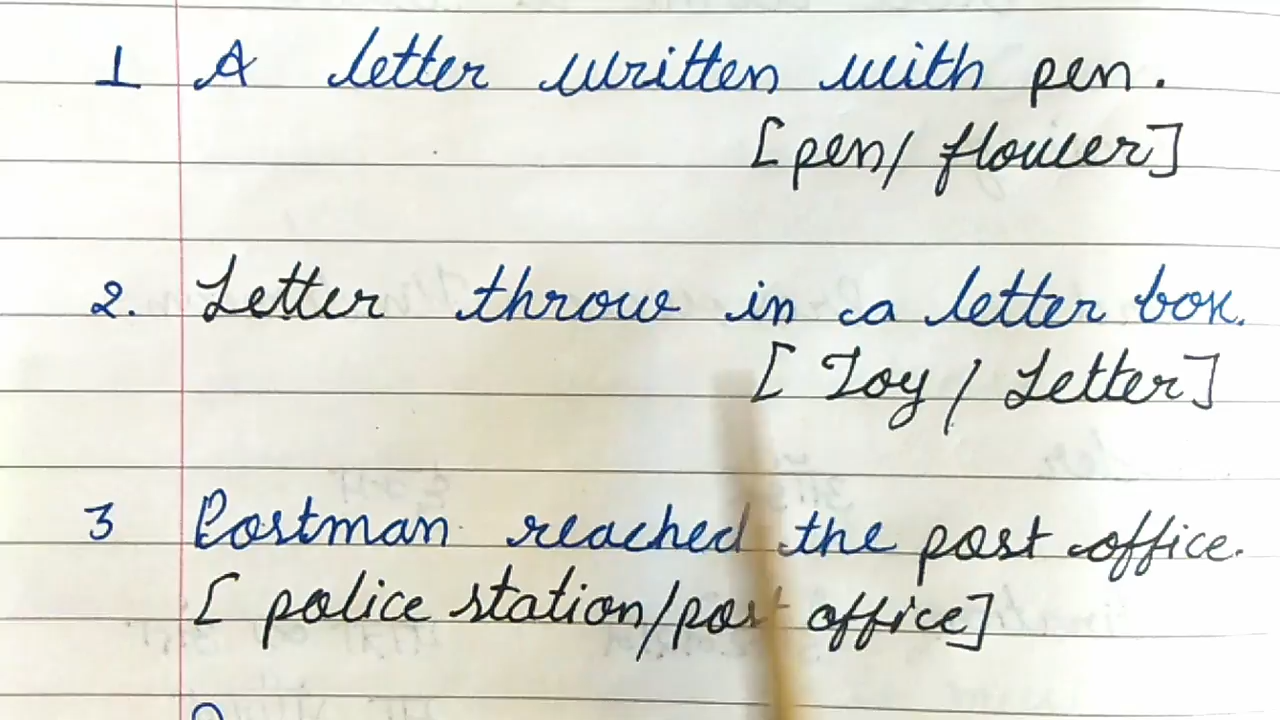 1 A letter written with pen.
[pen/ flower]
2. Letter throw in a letter box.
[ Toy / Letter]
3 Postman reached the post office.
[ police station/post office]